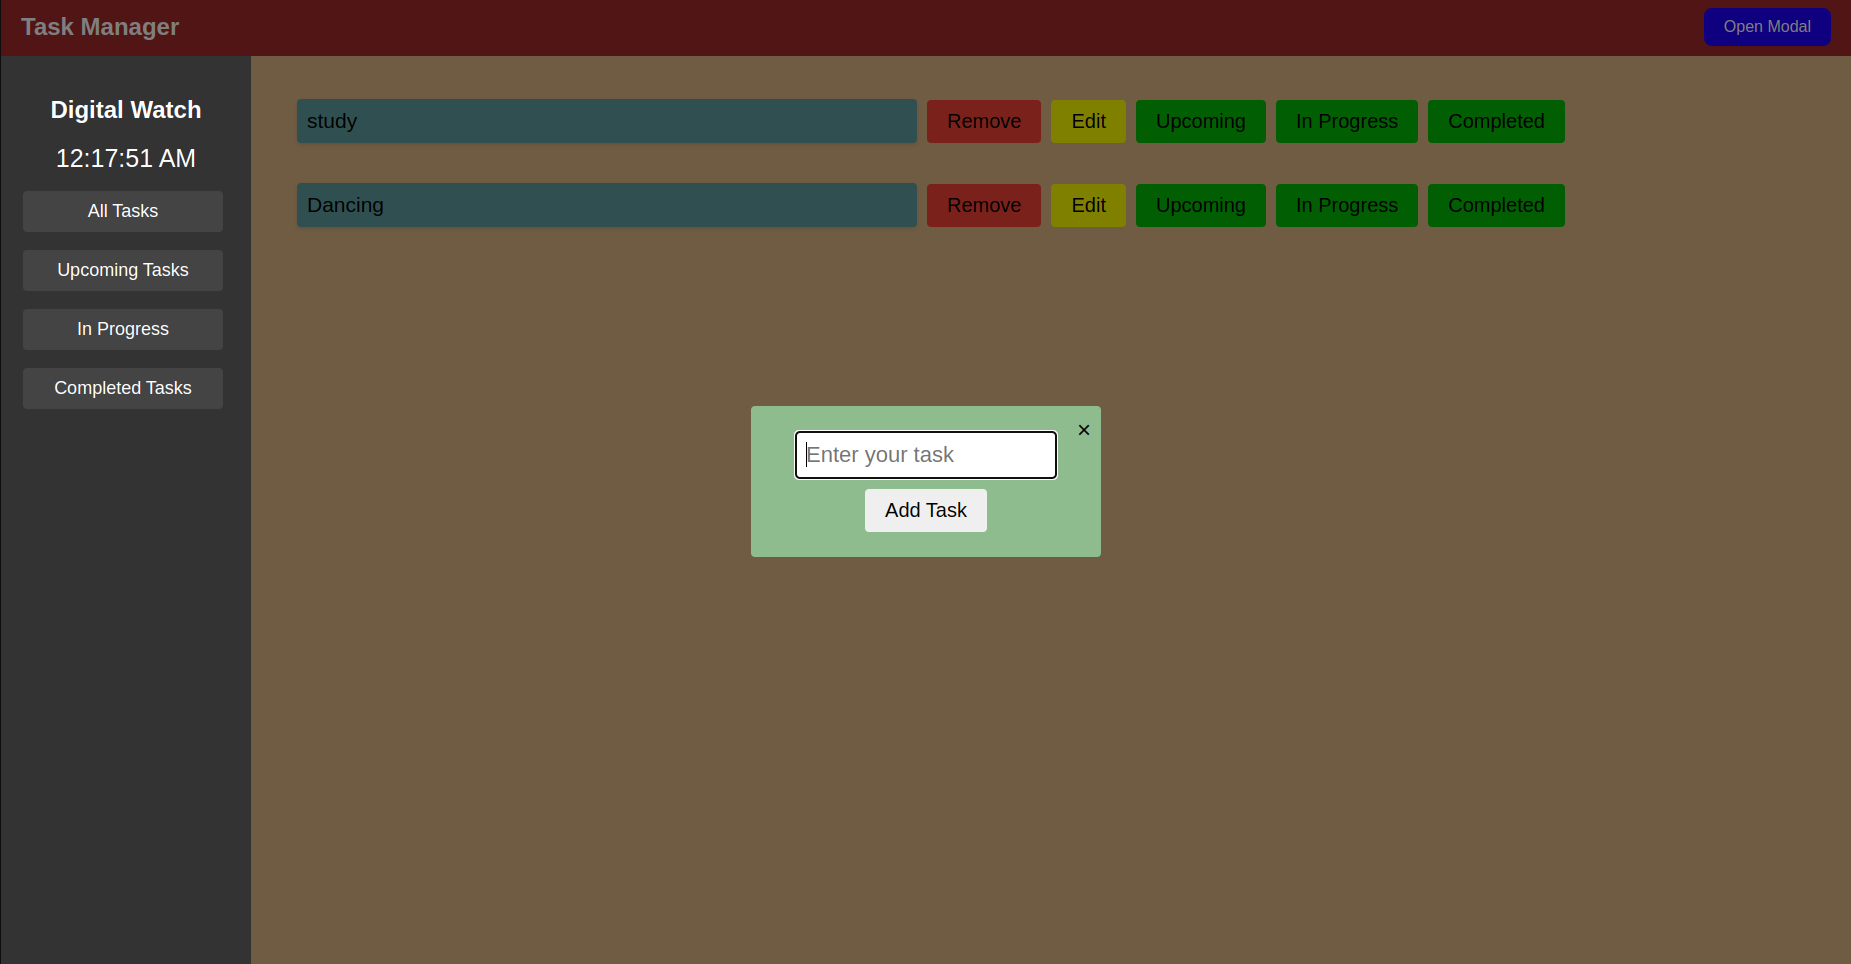 Task Manager
Open Modal
Digital Watch
12:17:51 AM
All Tasks
Upcoming Tasks
In Progress
Completed Tasks
study Remove Edit Upcoming In Progress Completed
Dancing Remove Edit Upcoming In Progress Completed
×
Enter your task
Add Task